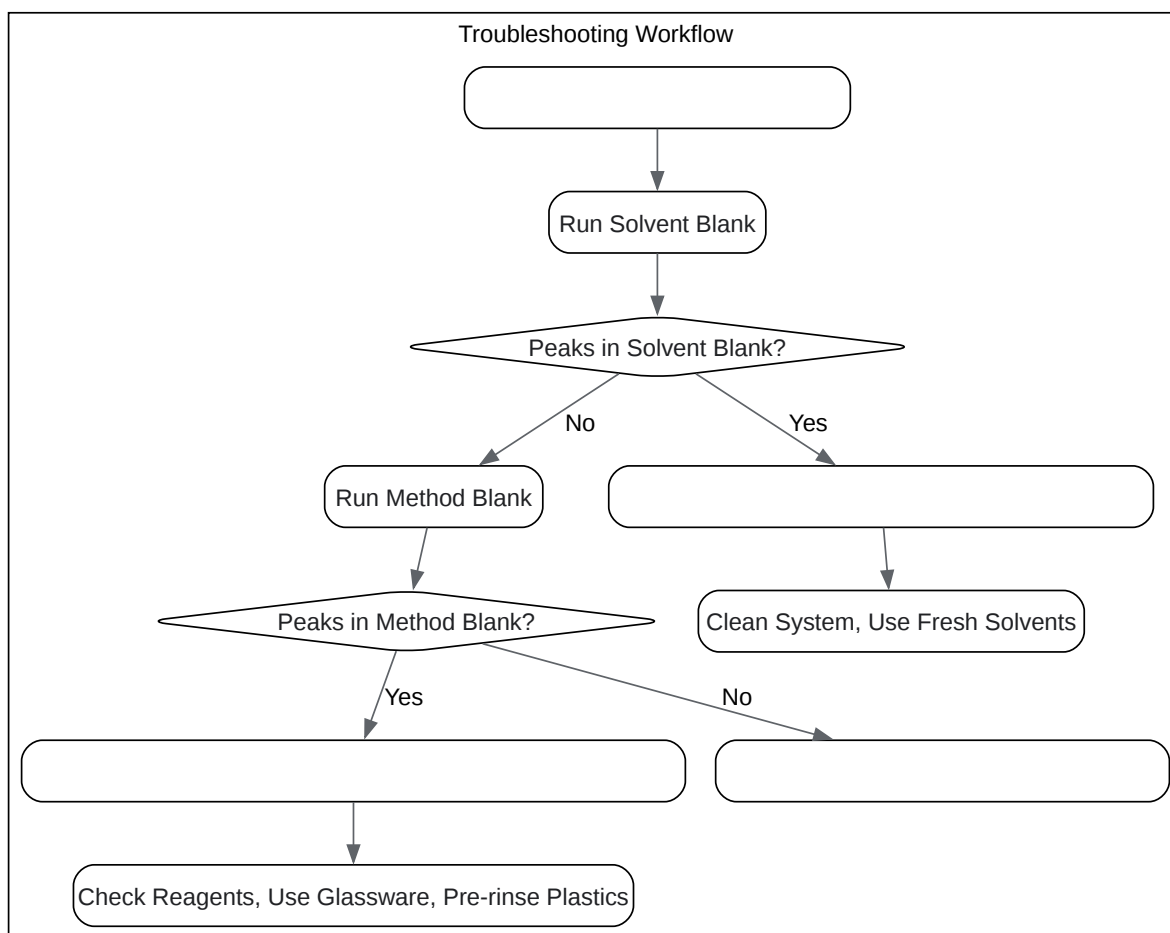 Troubleshooting Workflow
Run Solvent Blank
Peaks in Solvent Blank?
No
Yes
Run Method Blank
Peaks in Method Blank?
Clean System, Use Fresh Solvents
Yes
No
Check Reagents, Use Glassware, Pre-rinse Plastics